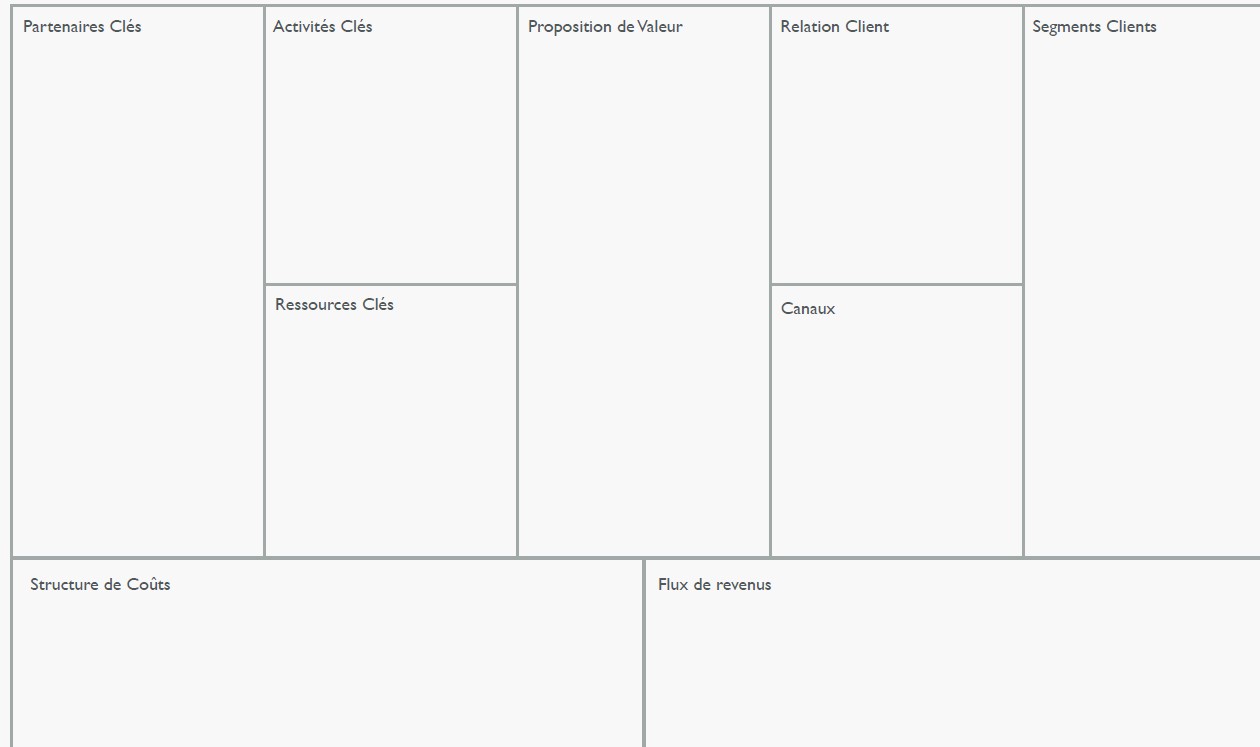 Partenaires Clés
Activités Clés
Proposition de Valeur
Relation Client
Segments Clients
Ressources Clés
Canaux
Structure de Coûts
Flux de revenus